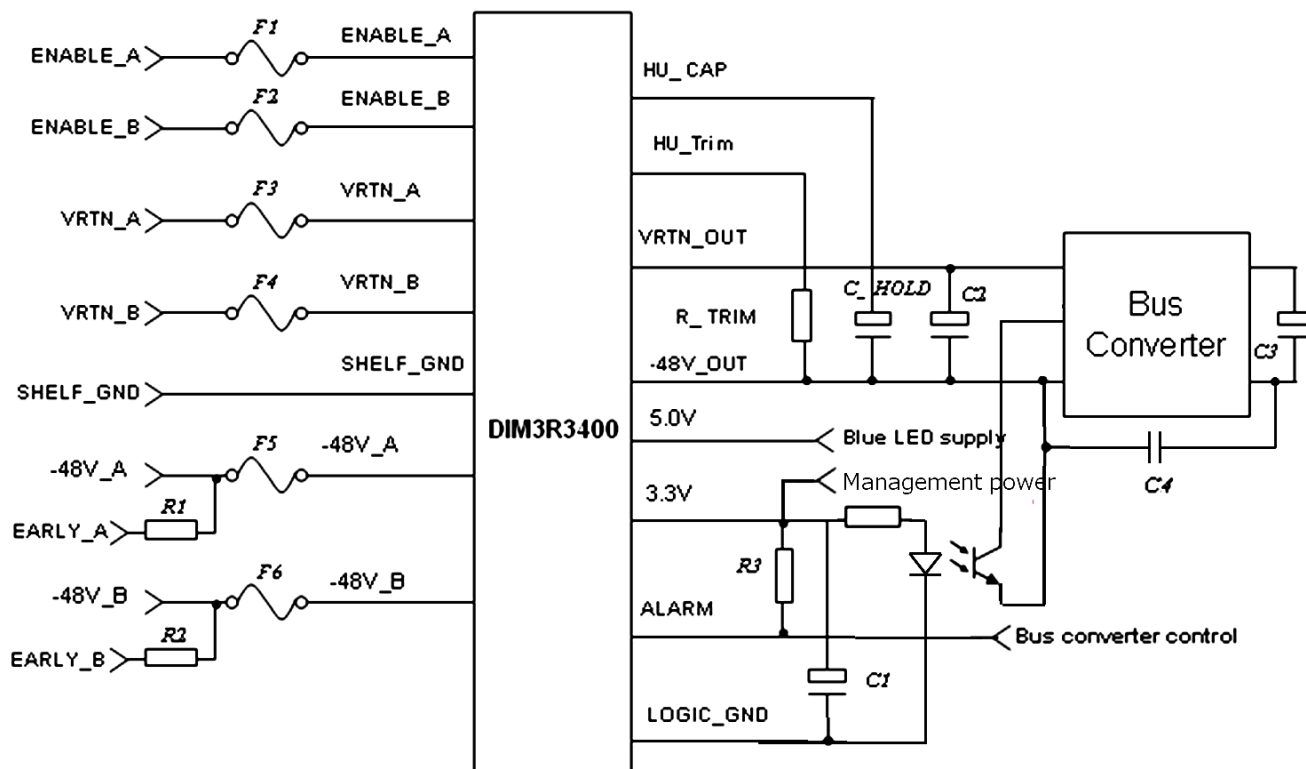 F1
ENABLE_A
ENABLE_A
F2
ENABLE_B
ENABLE_B
F3
VRTN_A
VRTN_A
F4
VRTN_B
VRTN_B
SHELF_GND
SHELF_GND
F5
-48V_A
-48V_A
R1
EARLY_A
F6
-48V_B
-48V_B
R2
EARLY_B
DIM3R3400
HU_CAP
HU_Trim
VRTN_OUT
C_HOLD
C2
R_TRIM
-48V_OUT
Bus
Converter
C3
5.0V
Blue LED supply
Management power
C4
3.3V
R3
ALARM
Bus converter control
C1
LOGIC_GND